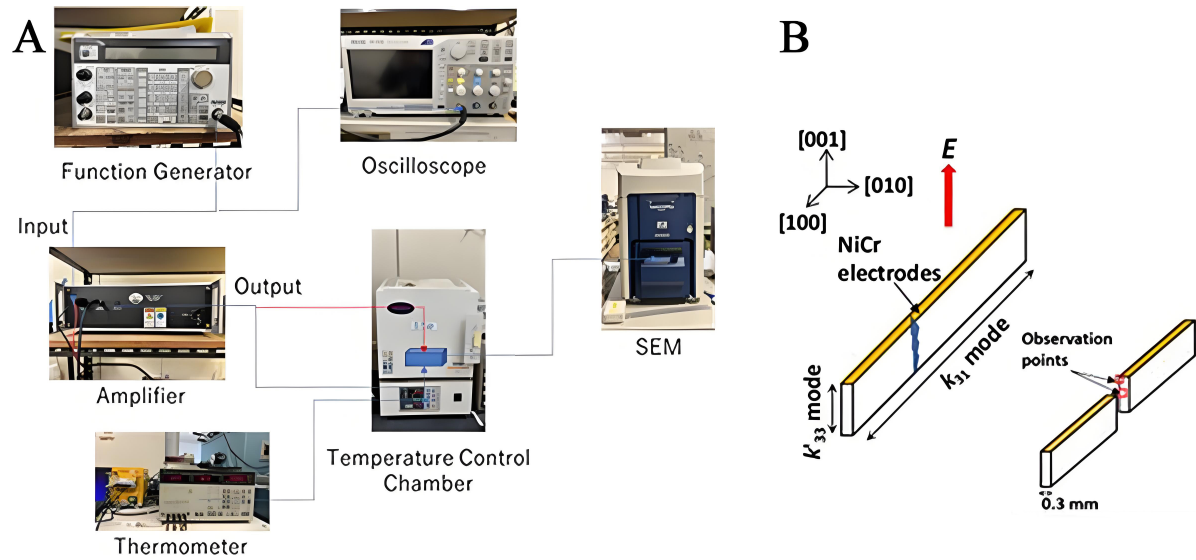 A
B
Function Generator
Oscilloscope
Input
Output
Amplifier
SEM
Temperature Control
Chamber
Thermometer
[001]
[010]
[100]
E
NiCr
electrodes
k₃₁ mode
k'₃₃ mode
Observation
points
0.3 mm